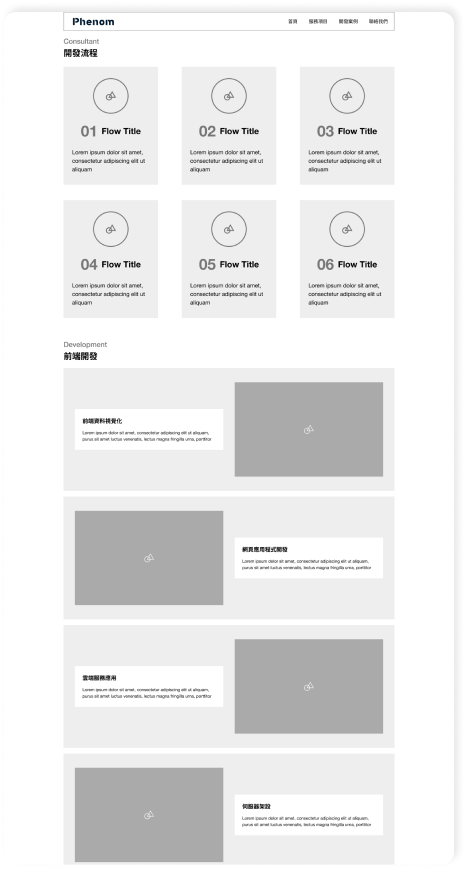 Phenom
首頁 服務項目 開發案例 聯絡我們
Consultant
開發流程
01 Flow Title
Lorem ipsum dolor sit amet,
consectetur adipiscing elit ut
aliquam
02 Flow Title
Lorem ipsum dolor sit amet,
consectetur adipiscing elit ut
aliquam
03 Flow Title
Lorem ipsum dolor sit amet,
consectetur adipiscing elit ut
aliquam
04 Flow Title
Lorem ipsum dolor sit amet,
consectetur adipiscing elit ut
aliquam
05 Flow Title
Lorem ipsum dolor sit amet,
consectetur adipiscing elit ut
aliquam
06 Flow Title
Lorem ipsum dolor sit amet,
consectetur adipiscing elit ut
aliquam
Development
前端開發
前端資料視覺化
Lorem ipsum dolor sit amet, consectetur adipiscing elit ut aliquam,
purus sit amet luctus venenatis, lectus magna fringilla urna, porttitor
網頁應用程式開發
Lorem ipsum dolor sit amet, consectetur adipiscing elit ut aliquam,
purus sit amet luctus venenatis, lectus magna fringilla urna, porttitor
雲端服務應用
Lorem ipsum dolor sit amet, consectetur adipiscing elit ut aliquam,
purus sit amet luctus venenatis, lectus magna fringilla urna, porttitor
伺服器架設
Lorem ipsum dolor sit amet, consectetur adipiscing elit ut aliquam,
purus sit amet luctus venenatis, lectus magna fringilla urna, porttitor